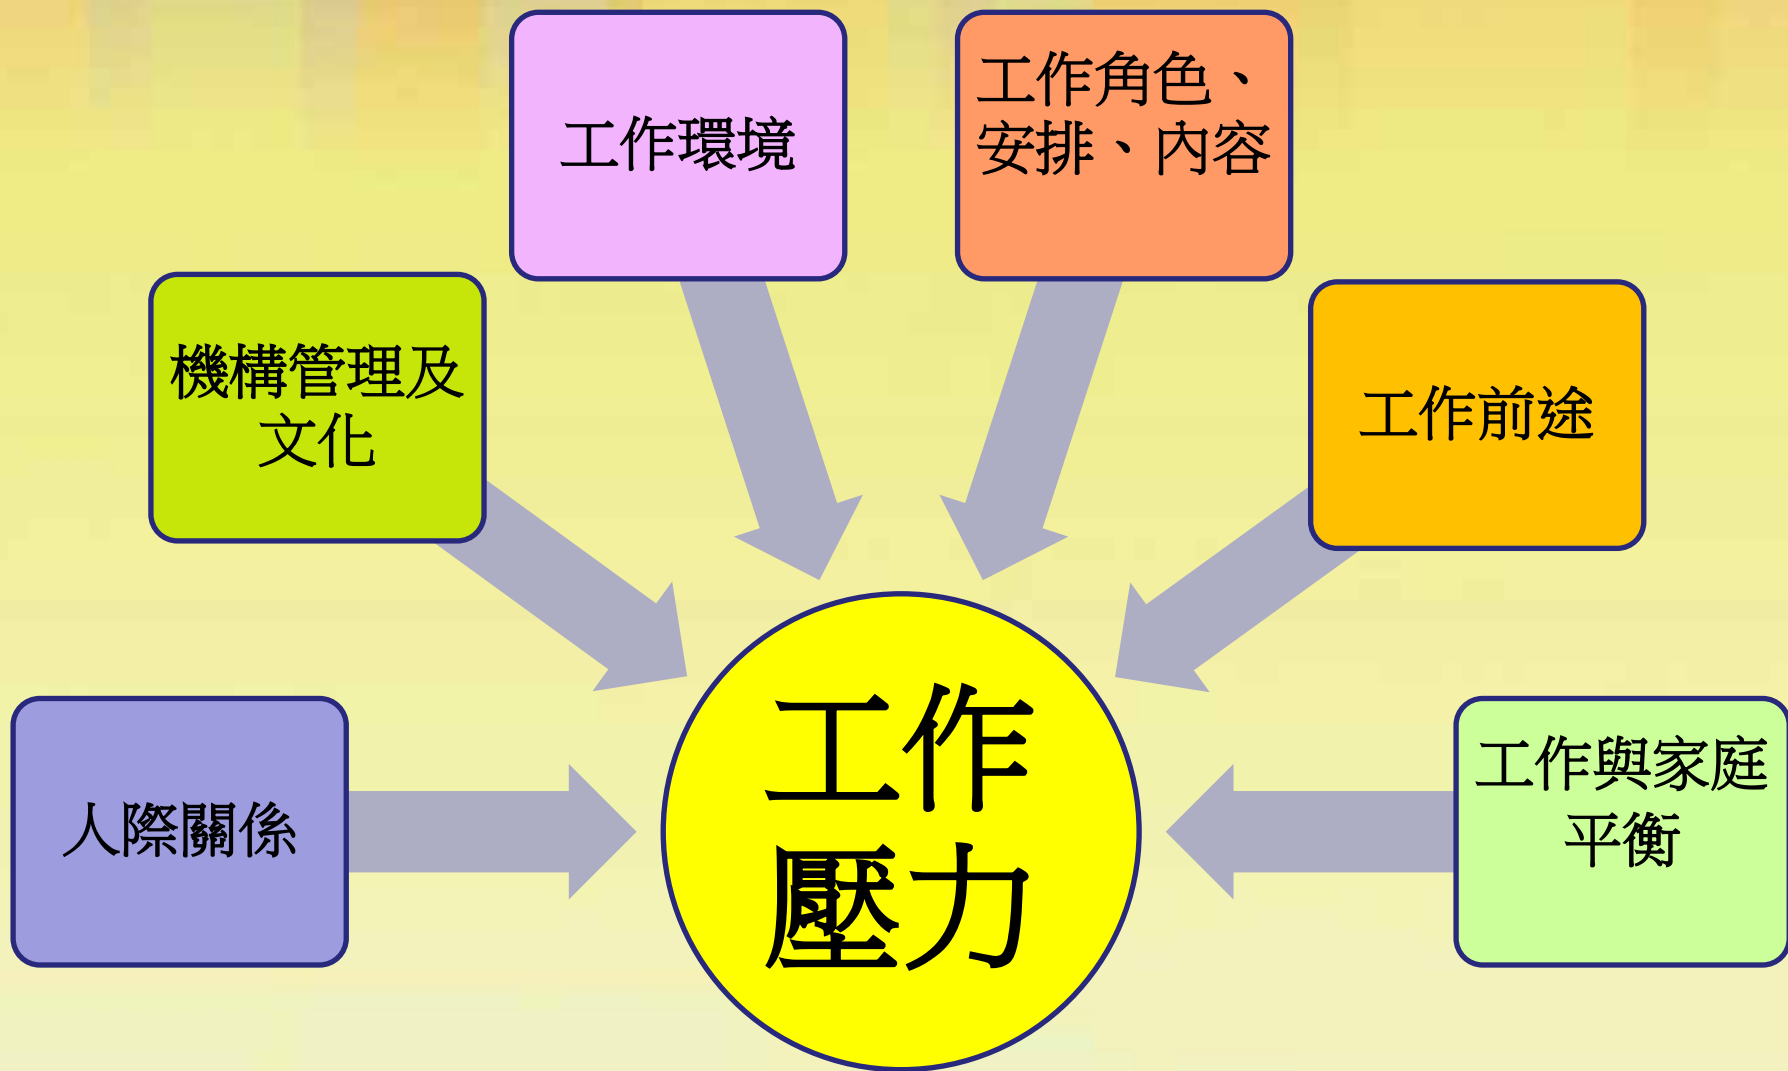 工作環境
工作角色、
安排、內容
機構管理及
文化
工作前途
人際關係
工作與家庭
平衡
工作
壓力